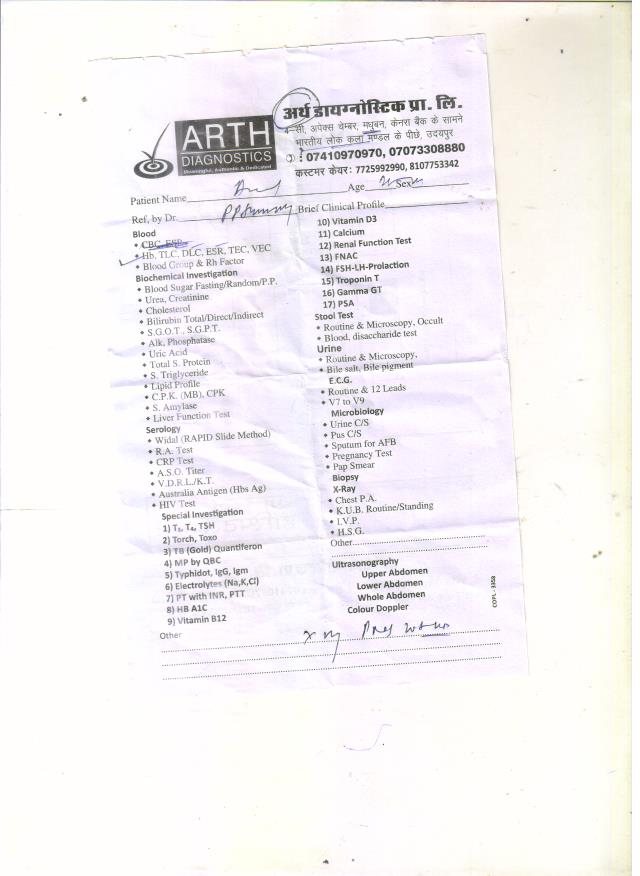 अर्थ डायग्नोस्टिक प्रा. लि.
ARTH
DIAGNOSTICS
Meaningful, Authentic & Dedicated
4-सी, अपेक्स चेम्बर, मधुबन, केनरा बैंक के सामने
भारतीय लोक कला मण्डल के पीछे, उदयपुर
: 07410970970, 07073308880
कस्टमर केयर: 7725992990, 8107753342
Patient Name Age Sex
Ref, by Dr. Brief Clinical Profile
Blood
• CBC, ESR
• Hb, TLC, DLC, ESR, TEC, VEC
• Blood Group & Rh Factor
Biochemical Investigation
• Blood Sugar Fasting/Random/P.P.
• Urea, Creatinine
• Cholesterol
• Bilirubin Total/Direct/Indirect
• S.G.O.T., S.G.P.T.
• Alk, Phosphatase
• Uric Acid
• Total S. Protein
• S. Triglyceride
• Lipid Profile
• C.P.K. (MB), CPK
• S. Amylase
• Liver Function Test
Serology
• Widal (RAPID Slide Method)
• R.A. Test
• CRP Test
• A.S.O. Titer
• V.D.R.L./K.T.
• Australia Antigen (Hbs Ag)
• HIV Test
Special Investigation
1) T₃, T₄, TSH
2) Torch, Toxo
3) TB (Gold) Quantiferon
4) MP by QBC
5) Typhidot, IgG, Igm
6) Electrolytes (Na,K,Cl)
7) PT with INR, PTT
8) HB A1C
9) Vitamin B12
10) Vitamin D3
11) Calcium
12) Renal Function Test
13) FNAC
14) FSH-LH-Prolaction
15) Troponin T
16) Gamma GT
17) PSA
Stool Test
• Routine & Microscopy, Occult
• Blood, disaccharide test
Urine
• Routine & Microscopy,
• Bile salt, Bile pigment
E.C.G.
• Routine & 12 Leads
• V7 to V9
Microbiology
• Urine C/S
• Pus C/S
• Sputum for AFB
• Pregnancy Test
• Pap Smear
Biopsy
X-Ray
• Chest P.A.
• K.U.B. Routine/Standing
• I.V.P.
• H.S.G.
Other
Ultrasonography
Upper Abdomen
Lower Abdomen
Whole Abdomen
Colour Doppler
COPL - 3358
Other